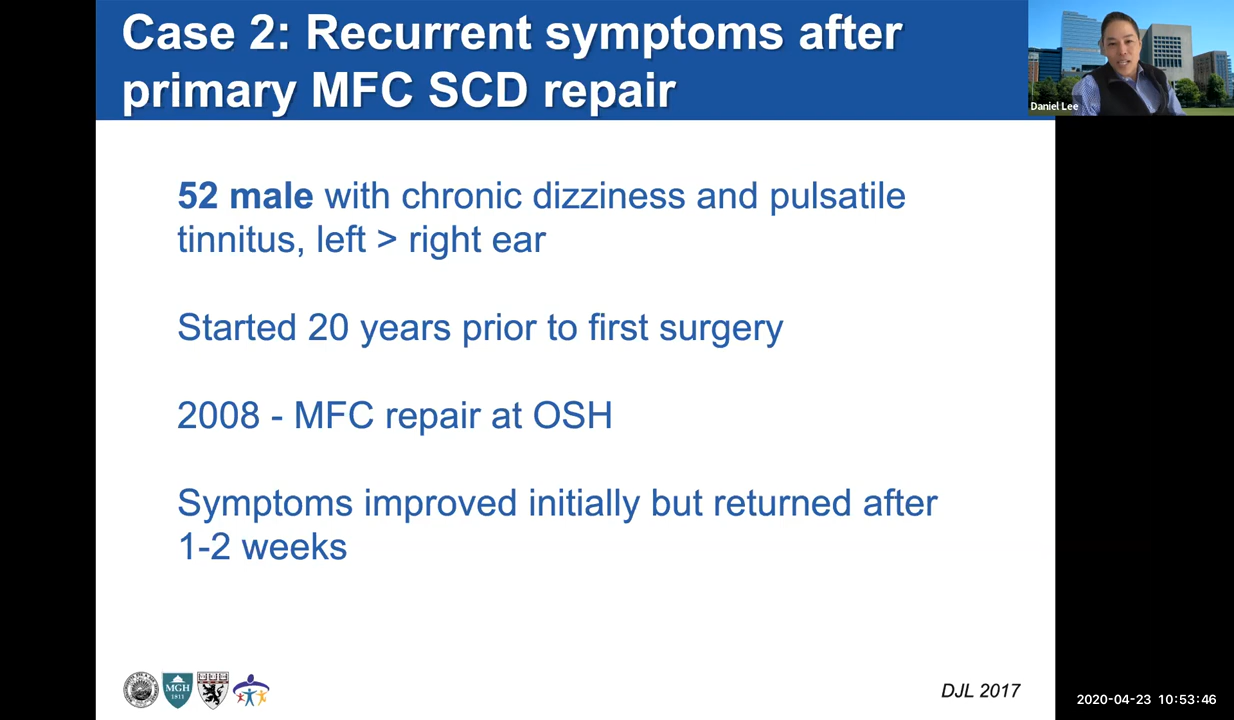 Case 2: Recurrent symptoms after
primary MFC SCD repair
Daniel Lee
52 male with chronic dizziness and pulsatile
tinnitus, left > right ear
Started 20 years prior to first surgery
2008 - MFC repair at OSH
Symptoms improved initially but returned after
1-2 weeks
MGH
1811
DJL 2017
2020-04-23 10:53:46